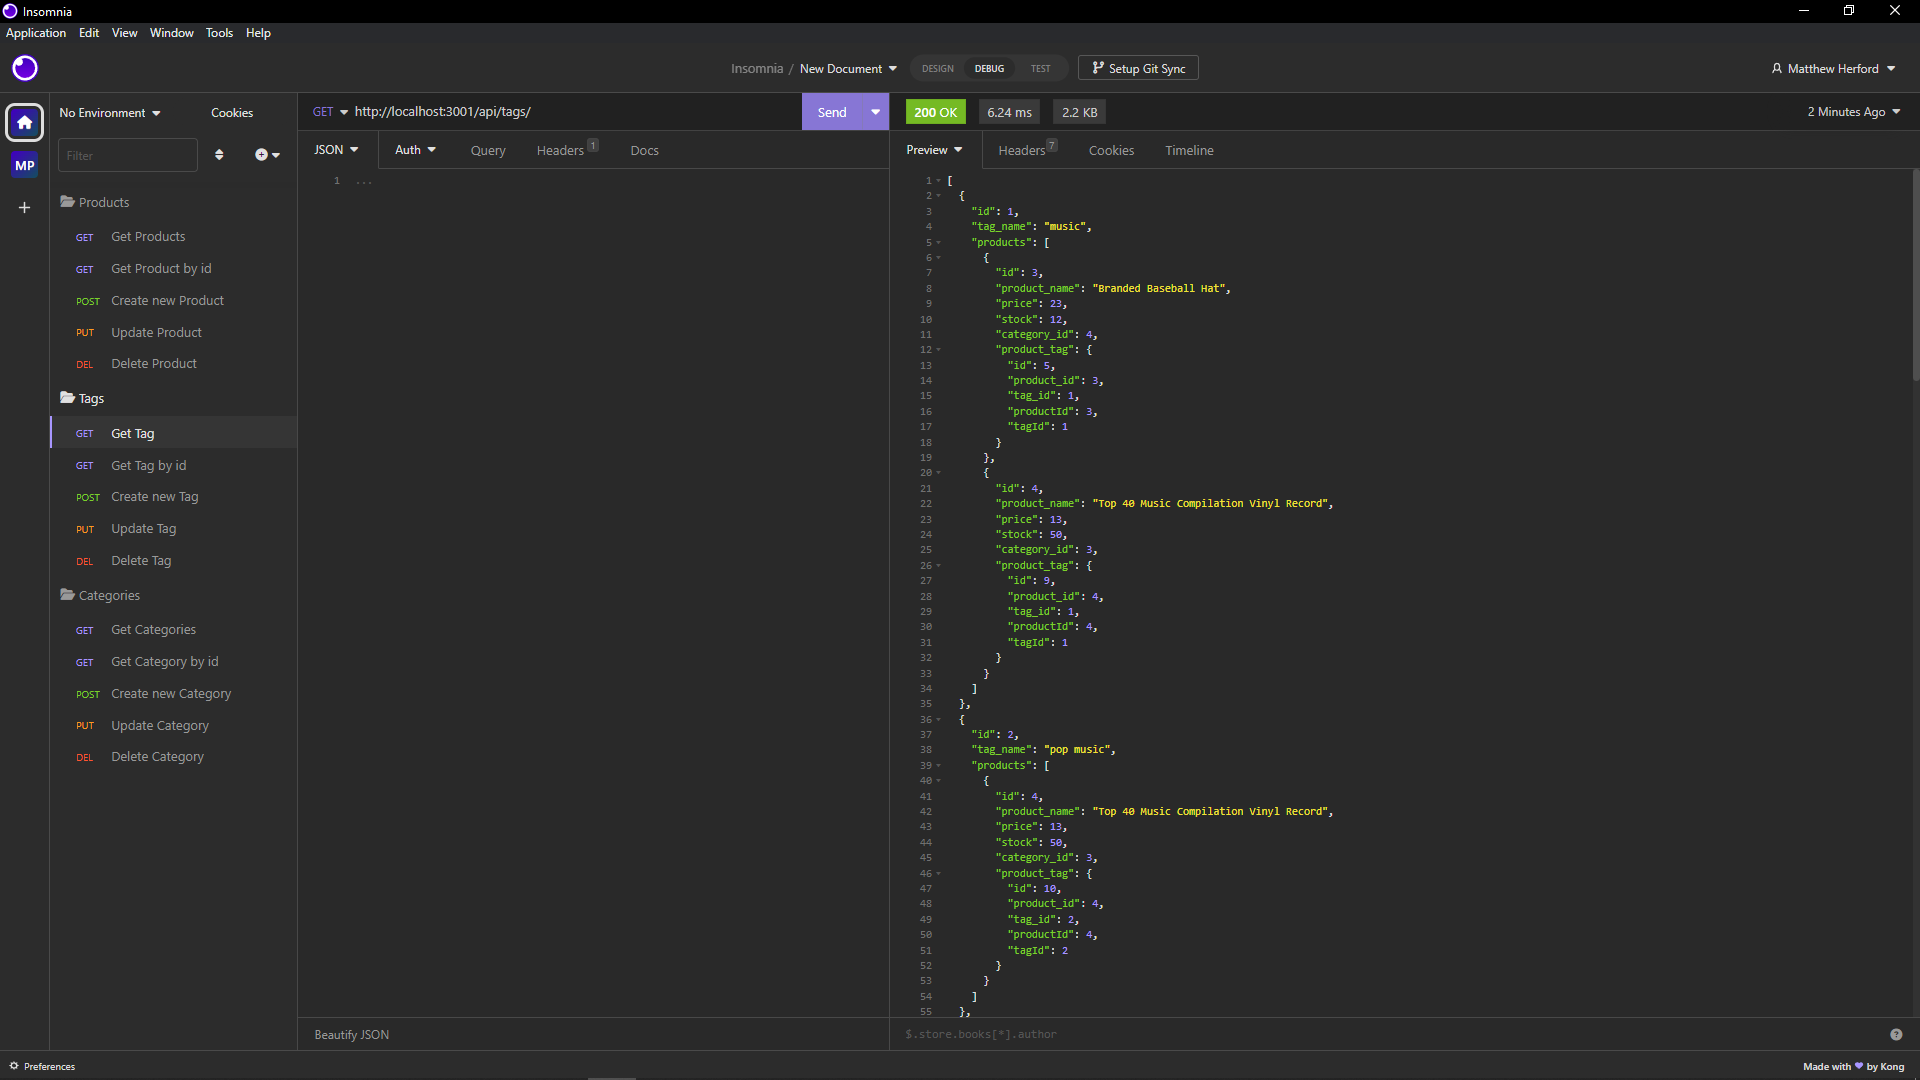 Insomnia
Application Edit View Window Tools Help
Insomnia / New Document DESIGN DEBUG TEST Setup Git Sync Matthew Herford
MP
No Environment Cookies
Filter
Products
GET Get Products
GET Get Product by id
POST Create new Product
PUT Update Product
DEL Delete Product
Tags
GET Get Tag
GET Get Tag by id
POST Create new Tag
PUT Update Tag
DEL Delete Tag
Categories
GET Get Categories
GET Get Category by id
POST Create new Category
PUT Update Category
DEL Delete Category
GET http://localhost:3001/api/tags/ Send
JSON Auth Query Headers 1 Docs
1 ...
Beautify JSON
200 OK 6.24 ms 2.2 KB 2 Minutes Ago
Preview Headers 7 Cookies Timeline
1 [
2 {
3 "id": 1,
4 "tag_name": "music",
5 "products": [
6 {
7 "id": 3,
8 "product_name": "Branded Baseball Hat",
9 "price": 23,
10 "stock": 12,
11 "category_id": 4,
12 "product_tag": {
13 "id": 5,
14 "product_id": 3,
15 "tag_id": 1,
16 "productId": 3,
17 "tagId": 1
18 }
19 },
20 {
21 "id": 4,
22 "product_name": "Top 40 Music Compilation Vinyl Record",
23 "price": 13,
24 "stock": 50,
25 "category_id": 3,
26 "product_tag": {
27 "id": 9,
28 "product_id": 4,
29 "tag_id": 1,
30 "productId": 4,
31 "tagId": 1
32 }
33 }
34 ]
35 },
36 {
37 "id": 2,
38 "tag_name": "pop music",
39 "products": [
40 {
41 "id": 4,
42 "product_name": "Top 40 Music Compilation Vinyl Record",
43 "price": 13,
44 "stock": 50,
45 "category_id": 3,
46 "product_tag": {
47 "id": 10,
48 "product_id": 4,
49 "tag_id": 2,
50 "productId": 4,
51 "tagId": 2
52 }
53 }
54 ]
55 },
$.store.books[*].author
Preferences
Made with ♥ by Kong